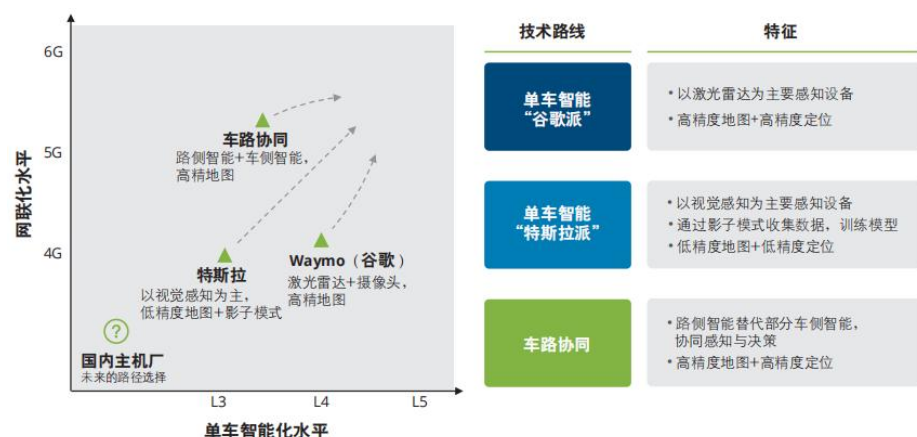 6G
5G
4G
网联化水平
车路协同
路侧智能+车侧智能，
高精地图
特斯拉
以视觉感知为主，
低精度地图+影子模式
Waymo（谷歌）
激光雷达+摄像头，
高精地图
?
国内主机厂
未来的路径选择
L3
L4
L5
单车智能化水平
技术路线
特征
单车智能
“谷歌派”
• 以激光雷达为主要感知设备
• 高精度地图+高精度定位
单车智能
“特斯拉派”
• 以视觉感知为主要感知设备
• 通过影子模式收集数据，训练模型
• 低精度地图+低精度定位
车路协同
• 路侧智能替代部分车侧智能，
协同感知与决策
• 高精度地图+高精度定位